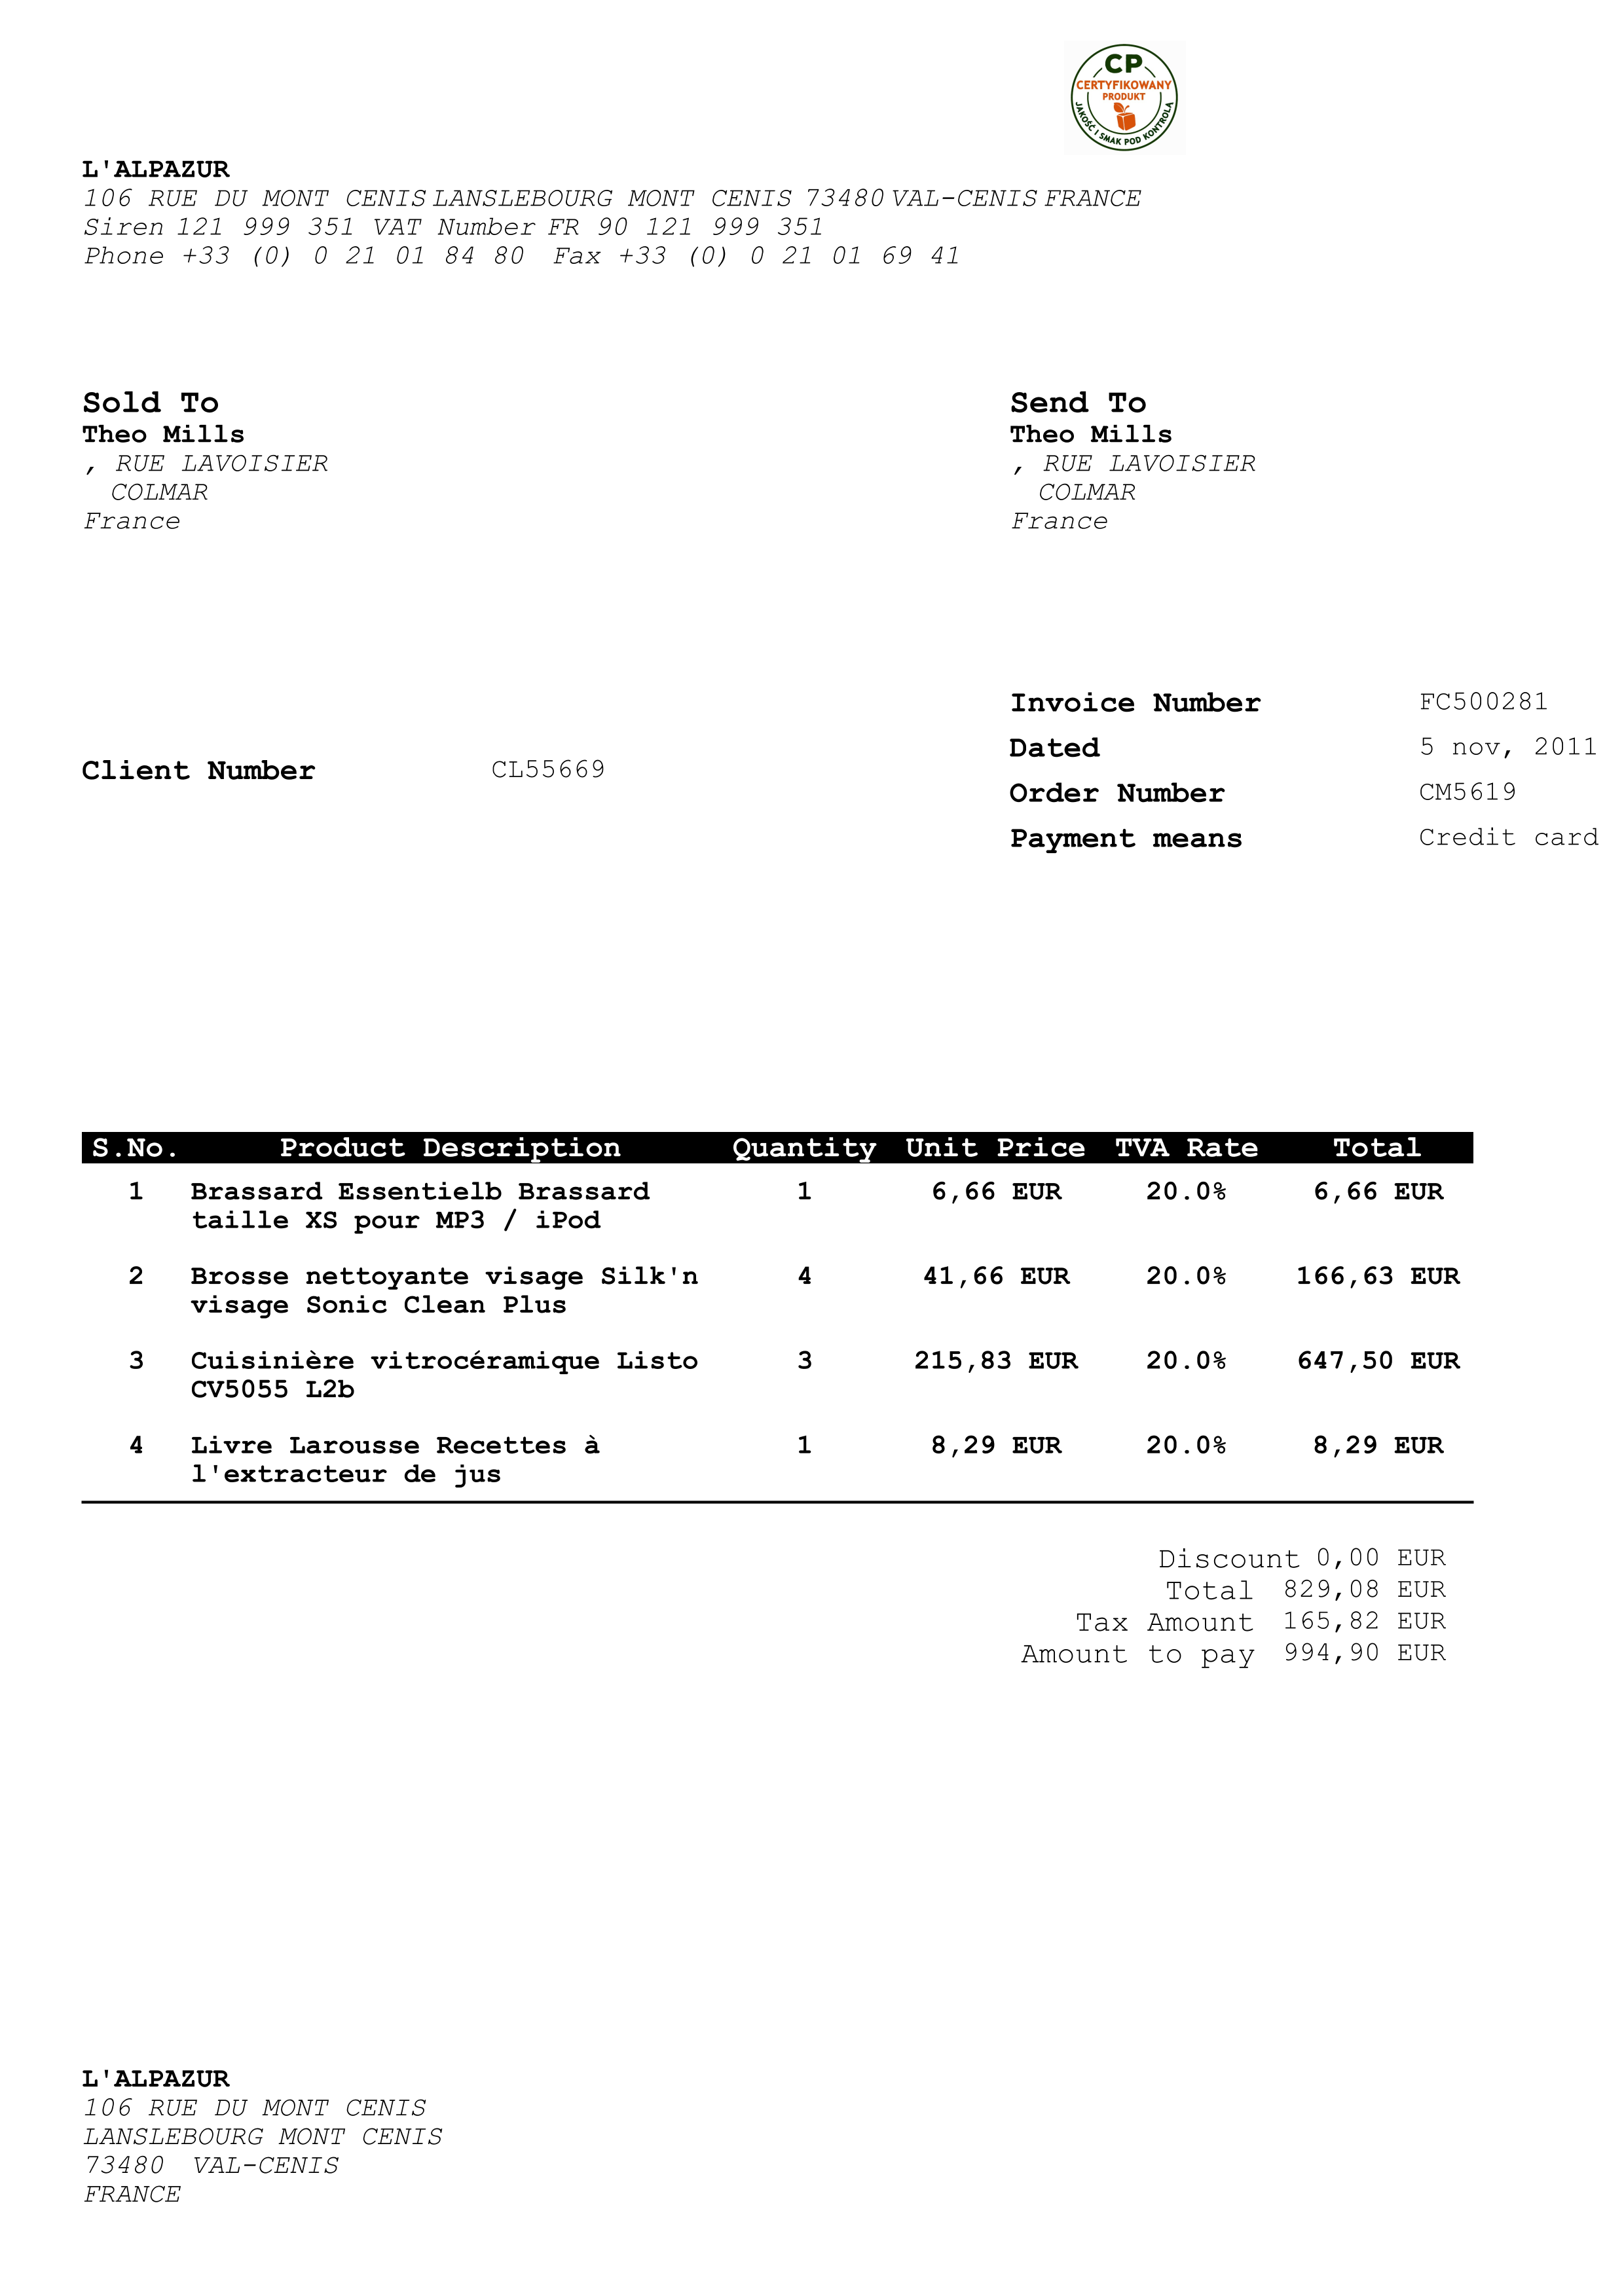 CP
CERTYFIKOWANY
PRODUKT
JAKOŚĆ I SMAK POD KONTROLĄ
L'ALPAZUR
106 RUE DU MONT CENIS LANSLEBOURG MONT CENIS 73480 VAL-CENIS FRANCE
Siren 121 999 351 VAT Number FR 90 121 999 351
Phone +33 (0) 0 21 01 84 80 Fax +33 (0) 0 21 01 69 41
Sold To
Theo Mills
, RUE LAVOISIER
COLMAR
France
Send To
Theo Mills
, RUE LAVOISIER
COLMAR
France
Client Number CL55669
Invoice Number FC500281
Dated 5 nov, 2011
Order Number CM5619
Payment means Credit card
S.No. Product Description Quantity Unit Price TVA Rate Total
1 Brassard Essentielb Brassard 1 6,66 EUR 20.0% 6,66 EUR
taille XS pour MP3 / iPod
2 Brosse nettoyante visage Silk'n 4 41,66 EUR 20.0% 166,63 EUR
visage Sonic Clean Plus
3 Cuisinière vitrocéramique Listo 3 215,83 EUR 20.0% 647,50 EUR
CV5055 L2b
4 Livre Larousse Recettes à 1 8,29 EUR 20.0% 8,29 EUR
l'extracteur de jus
Discount 0,00 EUR
Total 829,08 EUR
Tax Amount 165,82 EUR
Amount to pay 994,90 EUR
L'ALPAZUR
106 RUE DU MONT CENIS
LANSLEBOURG MONT CENIS
73480 VAL-CENIS
FRANCE